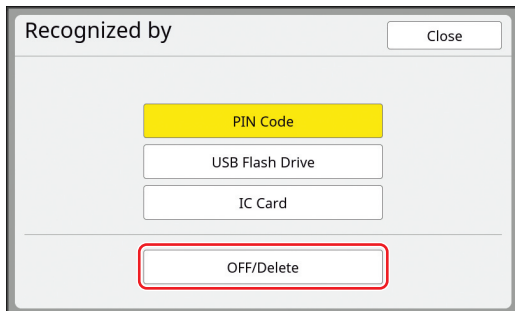 Recognized by
Close
PIN Code
USB Flash Drive
IC Card
OFF/Delete